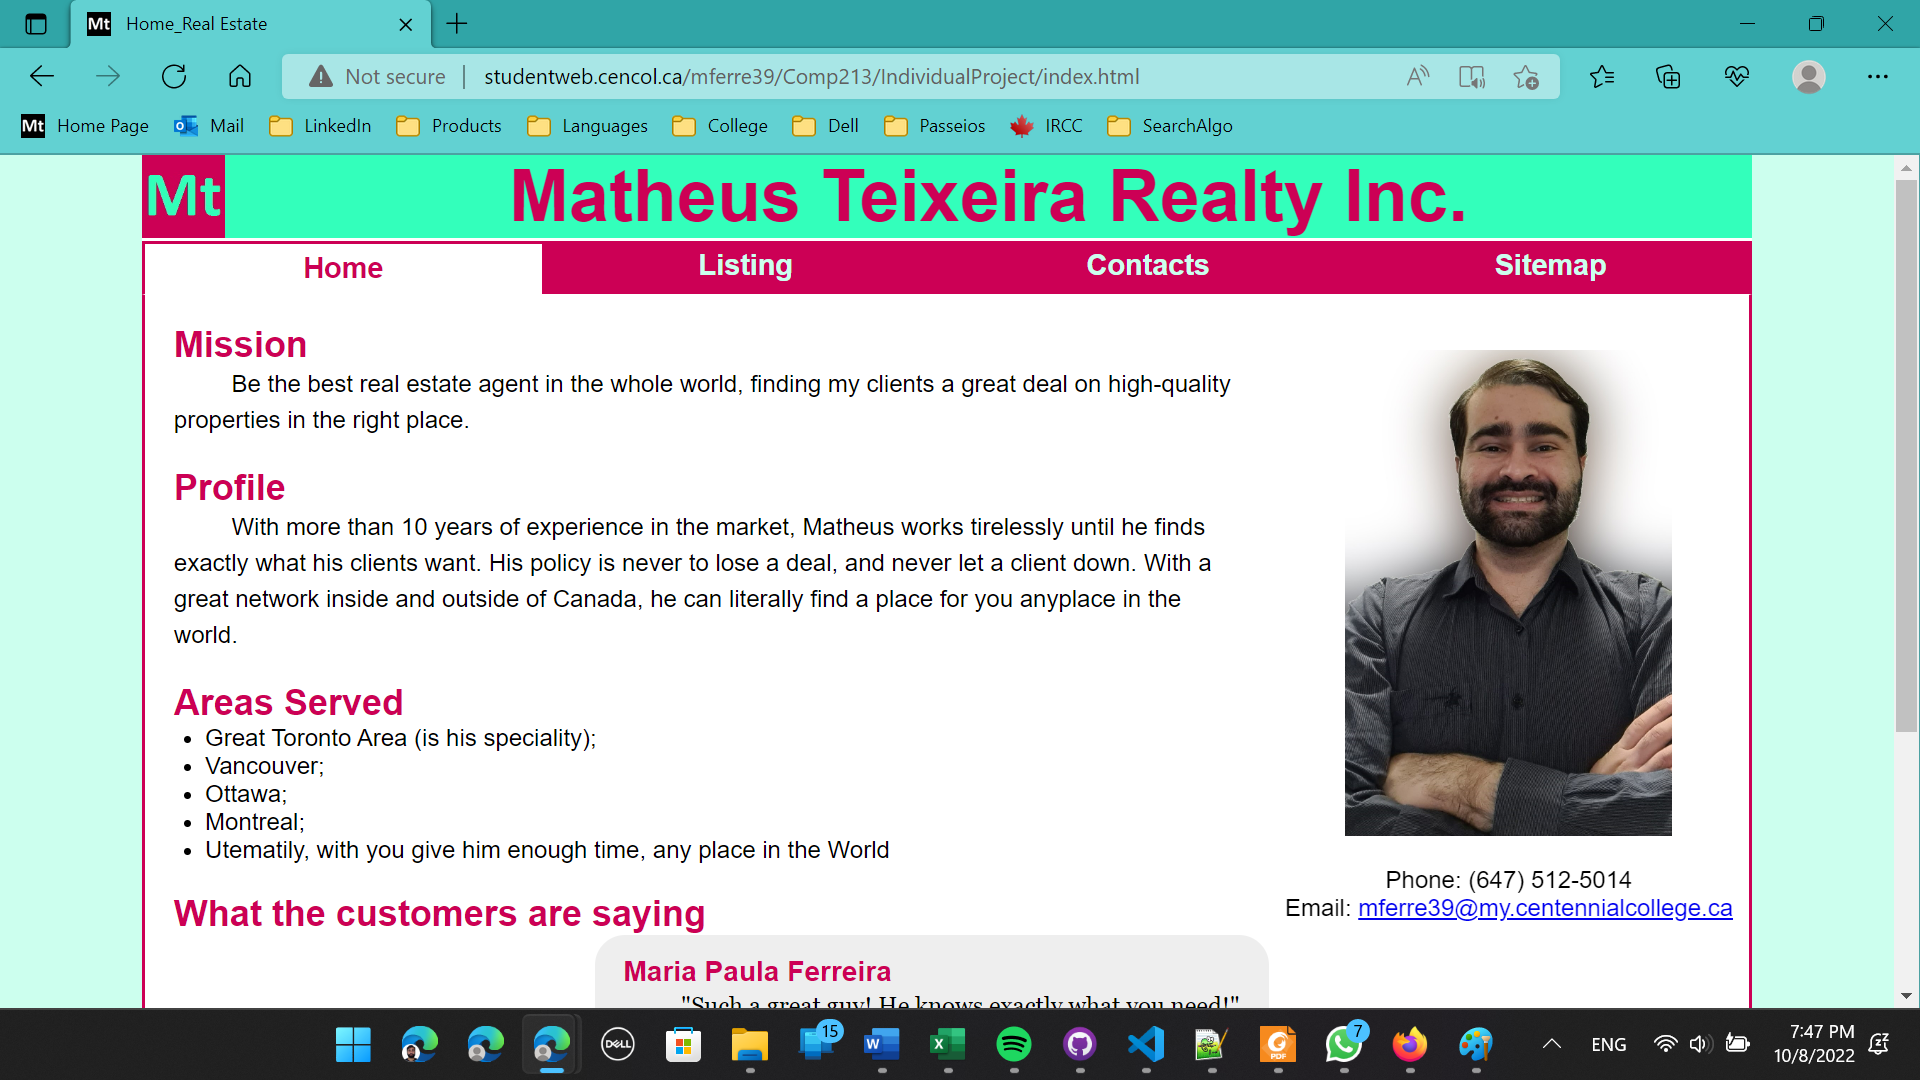 Mt Home_Real Estate
Not secure studentweb.cencol.ca/mferre39/Comp213/IndividualProject/index.html
Mt Home Page Mail LinkedIn Products Languages College Dell Passeios IRCC SearchAlgo
Mt Matheus Teixeira Realty Inc.
Home Listing Contacts Sitemap
Mission
Be the best real estate agent in the whole world, finding my clients a great deal on high-quality
properties in the right place.
Profile
With more than 10 years of experience in the market, Matheus works tirelessly until he finds
exactly what his clients want. His policy is never to lose a deal, and never let a client down. With a
great network inside and outside of Canada, he can literally find a place for you anyplace in the
world.
Areas Served
Great Toronto Area (is his speciality);
Vancouver;
Ottawa;
Montreal;
Utematily, with you give him enough time, any place in the World
Phone: (647) 512-5014
Email: mferre39@my.centennialcollege.ca
What the customers are saying
Maria Paula Ferreira
"Such a great guy! He knows exactly what you need!"
DELL 15 W X PDF 7 ENG 7:47 PM
10/8/2022